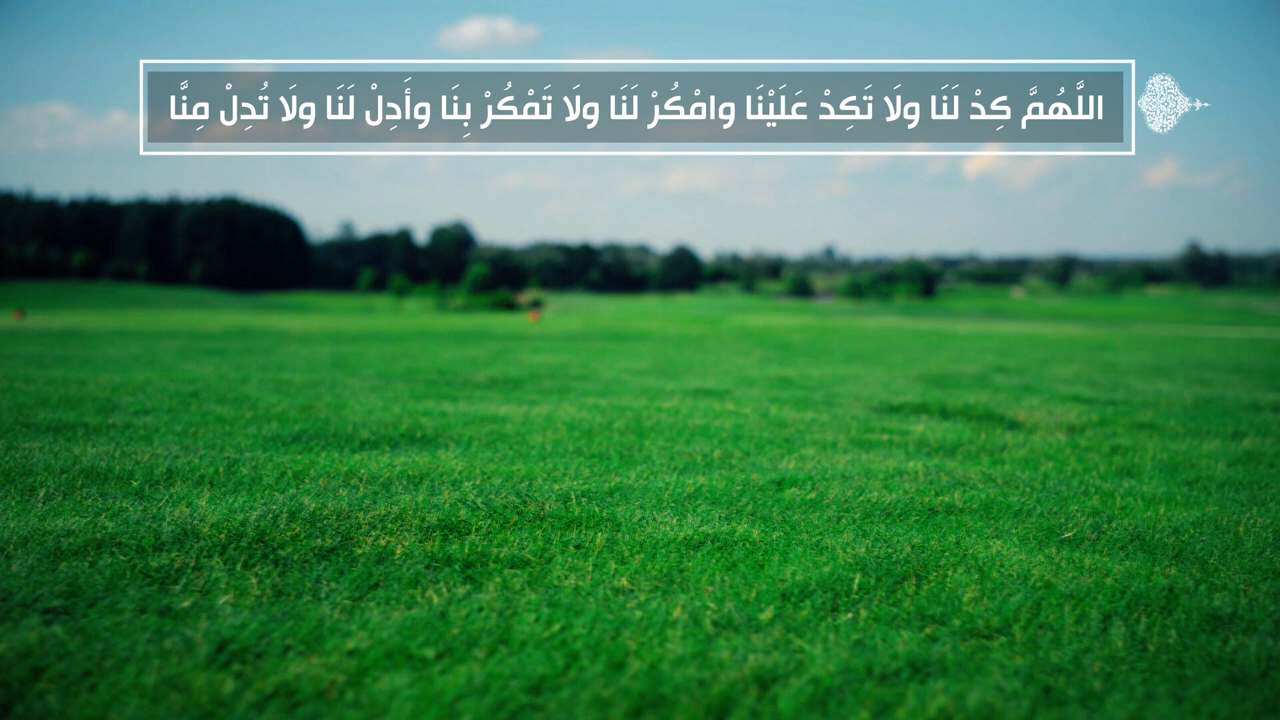 اللَّهُمَّ كِدْ لَنَا ولَا تَكِدْ عَلَيْنَا وامْكُرْ لَنَا ولَا تَمْكُرْ بِنَا وأَدِلْ لَنَا ولَا تُدِلْ مِنَّا